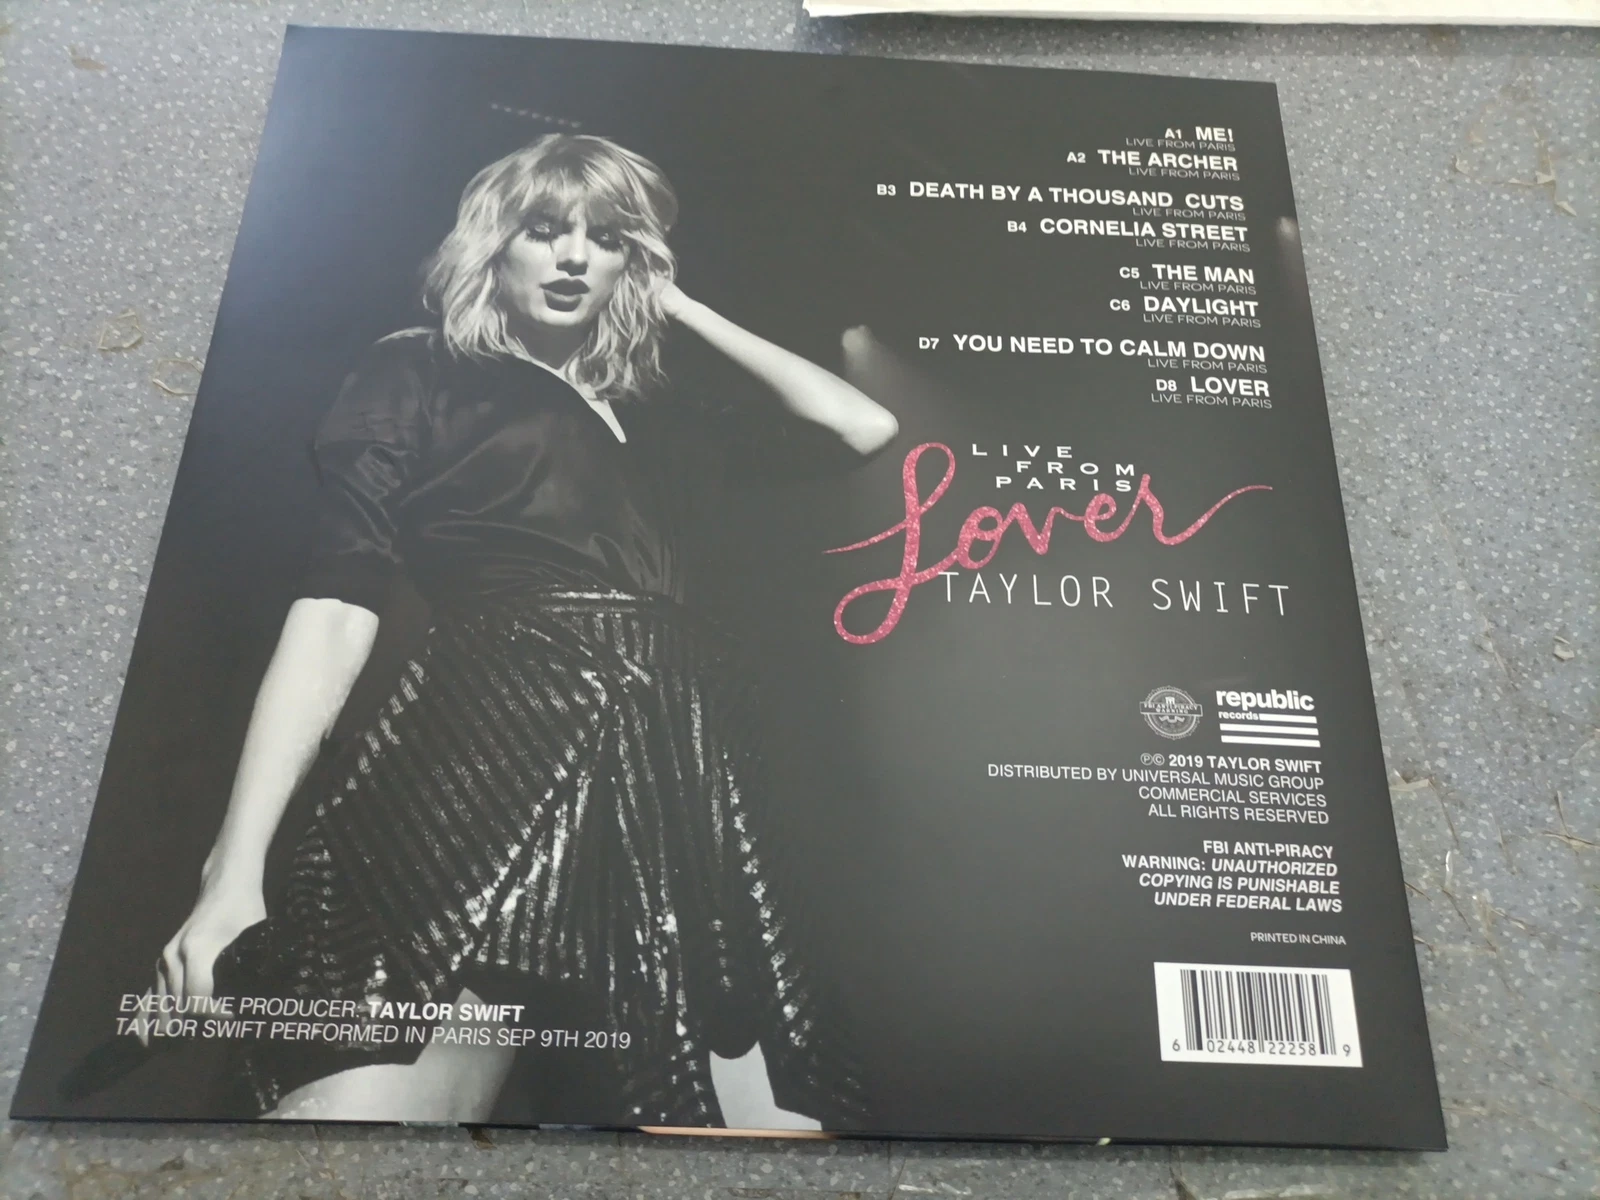 A1 ME!
LIVE FROM PARIS
A2 THE ARCHER
LIVE FROM PARIS
B3 DEATH BY A THOUSAND CUTS
LIVE FROM PARIS
B4 CORNELIA STREET
LIVE FROM PARIS
C5 THE MAN
LIVE FROM PARIS
C6 DAYLIGHT
LIVE FROM PARIS
D7 YOU NEED TO CALM DOWN
LIVE FROM PARIS
D8 LOVER
LIVE FROM PARIS
LIVE
FROM
PARIS
Lover
TAYLOR SWIFT
FBI ANTI-PIRACY
WARNING
republic
records
℗© 2019 TAYLOR SWIFT
DISTRIBUTED BY UNIVERSAL MUSIC GROUP
COMMERCIAL SERVICES
ALL RIGHTS RESERVED
FBI ANTI-PIRACY
WARNING: UNAUTHORIZED
COPYING IS PUNISHABLE
UNDER FEDERAL LAWS
PRINTED IN CHINA
6 02448 22258 9
EXECUTIVE PRODUCER: TAYLOR SWIFT
TAYLOR SWIFT PERFORMED IN PARIS SEP 9TH 2019